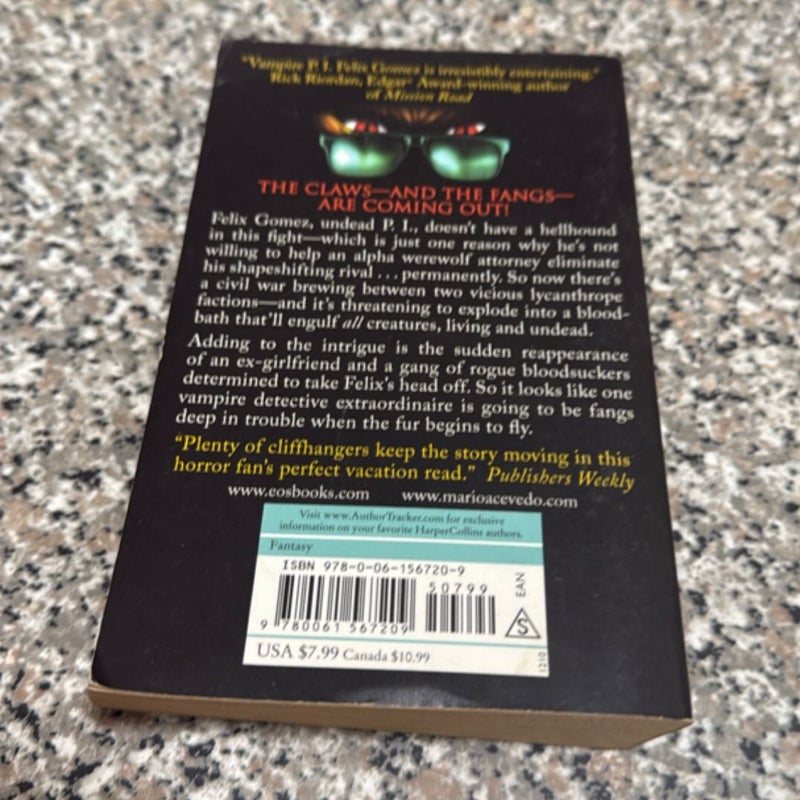 "Vampire P. I. Felix Gomez is irresistibly entertaining."
Rick Riordan, Edgar® Award-winning author
of Mission Road
THE CLAWS—AND THE FANGS—
ARE COMING OUT!
Felix Gomez, undead P. I., doesn't have a hellhound
in this fight—which is just one reason why he's not
willing to help an alpha werewolf attorney eliminate
his shapeshifting rival . . . permanently. So now there's
a civil war brewing between two vicious lycanthrope
factions—and it's threatening to explode into a blood-
bath that'll engulf all creatures, living and undead.
Adding to the intrigue is the sudden reappearance
of an ex-girlfriend and a gang of rogue bloodsuckers
determined to take Felix's head off. So it looks like one
vampire detective extraordinaire is going to be fangs
deep in trouble when the fur begins to fly.
"Plenty of cliffhangers keep the story moving in this
horror fan's perfect vacation read." Publishers Weekly
www.eosbooks.com www.marioacevedo.com
Visit www.AuthorTracker.com for exclusive
information on your favorite HarperCollins authors.
Fantasy
ISBN 978-0-06-156720-9
50799
EAN
S
9 780061 567209
USA $7.99 Canada $10.99
1210